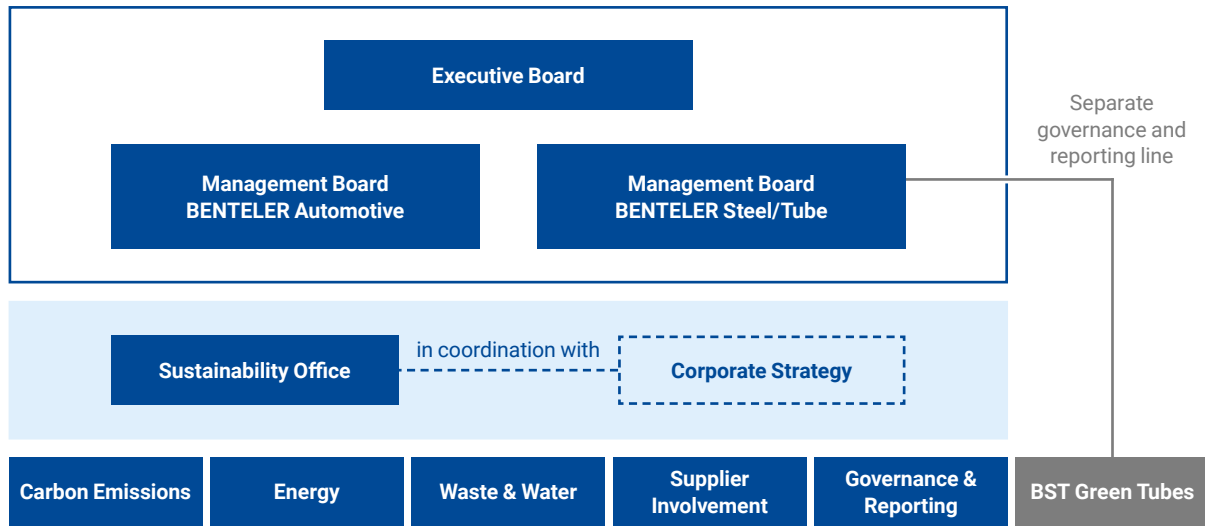 Executive Board
Separate
governance and
reporting line
Management Board
BENTELER Automotive
Management Board
BENTELER Steel/Tube
Sustainability Office
in coordination with
Corporate Strategy
Carbon Emissions
Energy
Waste & Water
Supplier
Involvement
Governance &
Reporting
BST Green Tubes